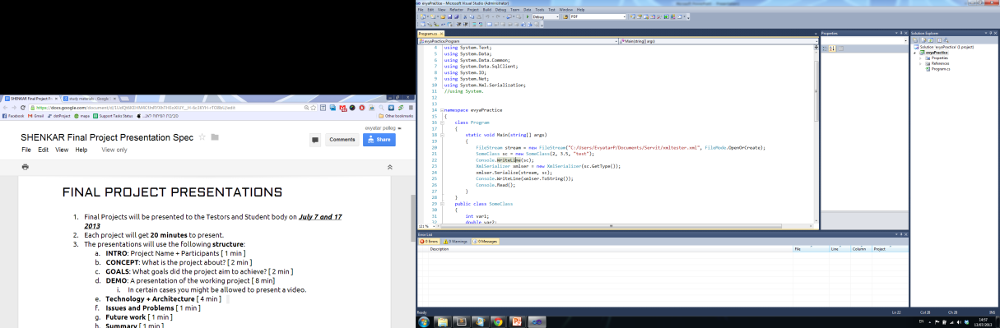 SHENKAR Final Project P
study materials - Google
https://docs.google.com/document/d/
/edit
Facebook Gmail dotProject maps Support Tasks Status
Other bookmarks
evyatar polleg
SHENKAR Final Project Presentation Spec
Comments Share
File Edit View Help View only
FINAL PROJECT PRESENTATIONS
1. Final Projects will be presented to the Testors and Student body on July 7 and 17
2013
2. Each project will get 20 minutes to present.
3. The presentations will use the following structure:
a. INTRO: Project Name + Participants [ 1 min ]
b. CONCEPT: What is the project about? [ 2 min ]
c. GOALS: What goals did the project aim to achieve? [ 2 min ]
d. DEMO: A presentation of the working project [ 8 min]
i. In certain cases you might be allowed to present a video.
e. Technology + Architecture [ 4 min ]
f. Issues and Problems [ 1 min ]
g. Future work [ 1 min ]
h. Summary [ 1 min ]
evyaPractice - Microsoft Visual Studio (Administrator)
File Edit View Refactor Project Build Debug Team Data Tools Test Window Help
Debug PDF
Program.cs
evyaPractice.Program Main(string[] args)
4 using System.Text;
5 using System.Data;
6 using System.Data.Common;
7 using System.Data.SqlClient;
8 using System.IO;
9 using System.Net;
10 using System.Xml.Serialization;
11 //using System.
12
13
14 namespace evyaPractice
15 {
16 class Program
17 {
18 static void Main(string[] args)
19 {
20 FileStream stream = new FileStream("C:/Users/EvyatarP/Documents/Servit/xmltester.xml", FileMode.OpenOrCreate);
21 SomeClass sc = new SomeClass(2, 3.5, "test");
22 Console.WriteLine(sc);
23 XmlSerializer xmlser = new XmlSerializer(sc.GetType());
24 xmlser.Serialize(stream, sc);
25 Console.WriteLine(xmlser.ToString());
26 Console.Read();
27 }
28 }
29 public class SomeClass
30 {
31 int var1;
32 double var2;
121 %
Properties
Solution Explorer
Solution 'evyaPractice' (1 project)
evyaPractice
Properties
References
Program.cs
Error List
0 Errors 0 Warnings 0 Messages
Description File Line Column Project
Ready Ln 22 Col 28 Ch 28 INS
EN 14:57
13/07/2013